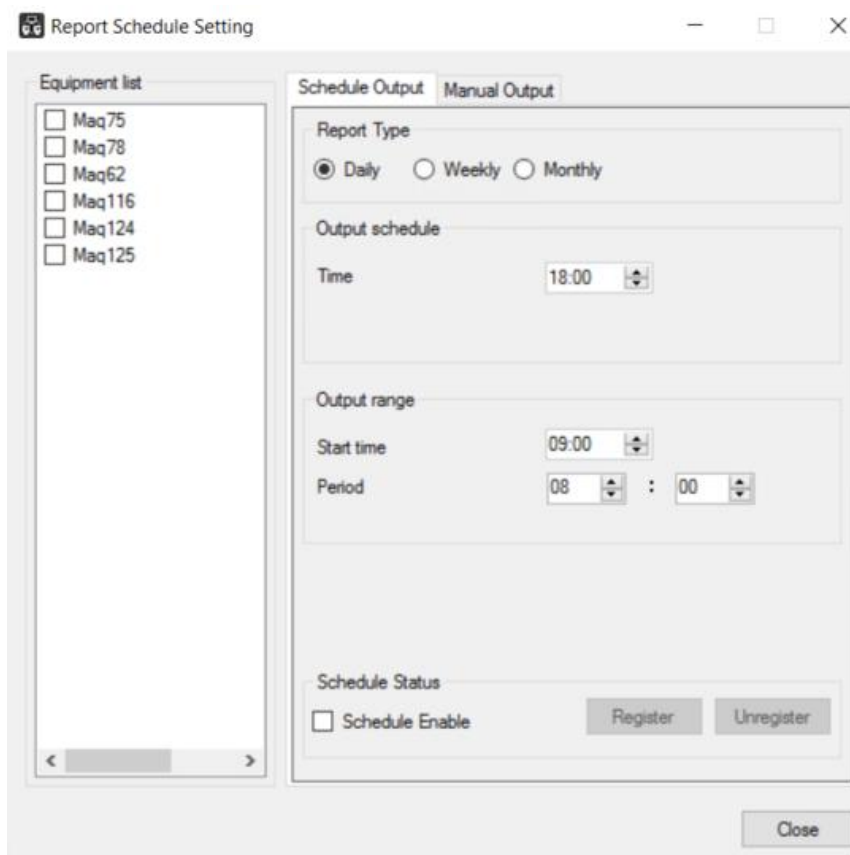 Report Schedule Setting
Equipment list
Maq75
Maq78
Maq62
Maq116
Maq124
Maq125
Schedule Output
Manual Output
Report Type
Daily Weekly Monthly
Output schedule
Time 18:00
Output range
Start time 09:00
Period 08 : 00
Schedule Status
Schedule Enable Register Unregister
Close